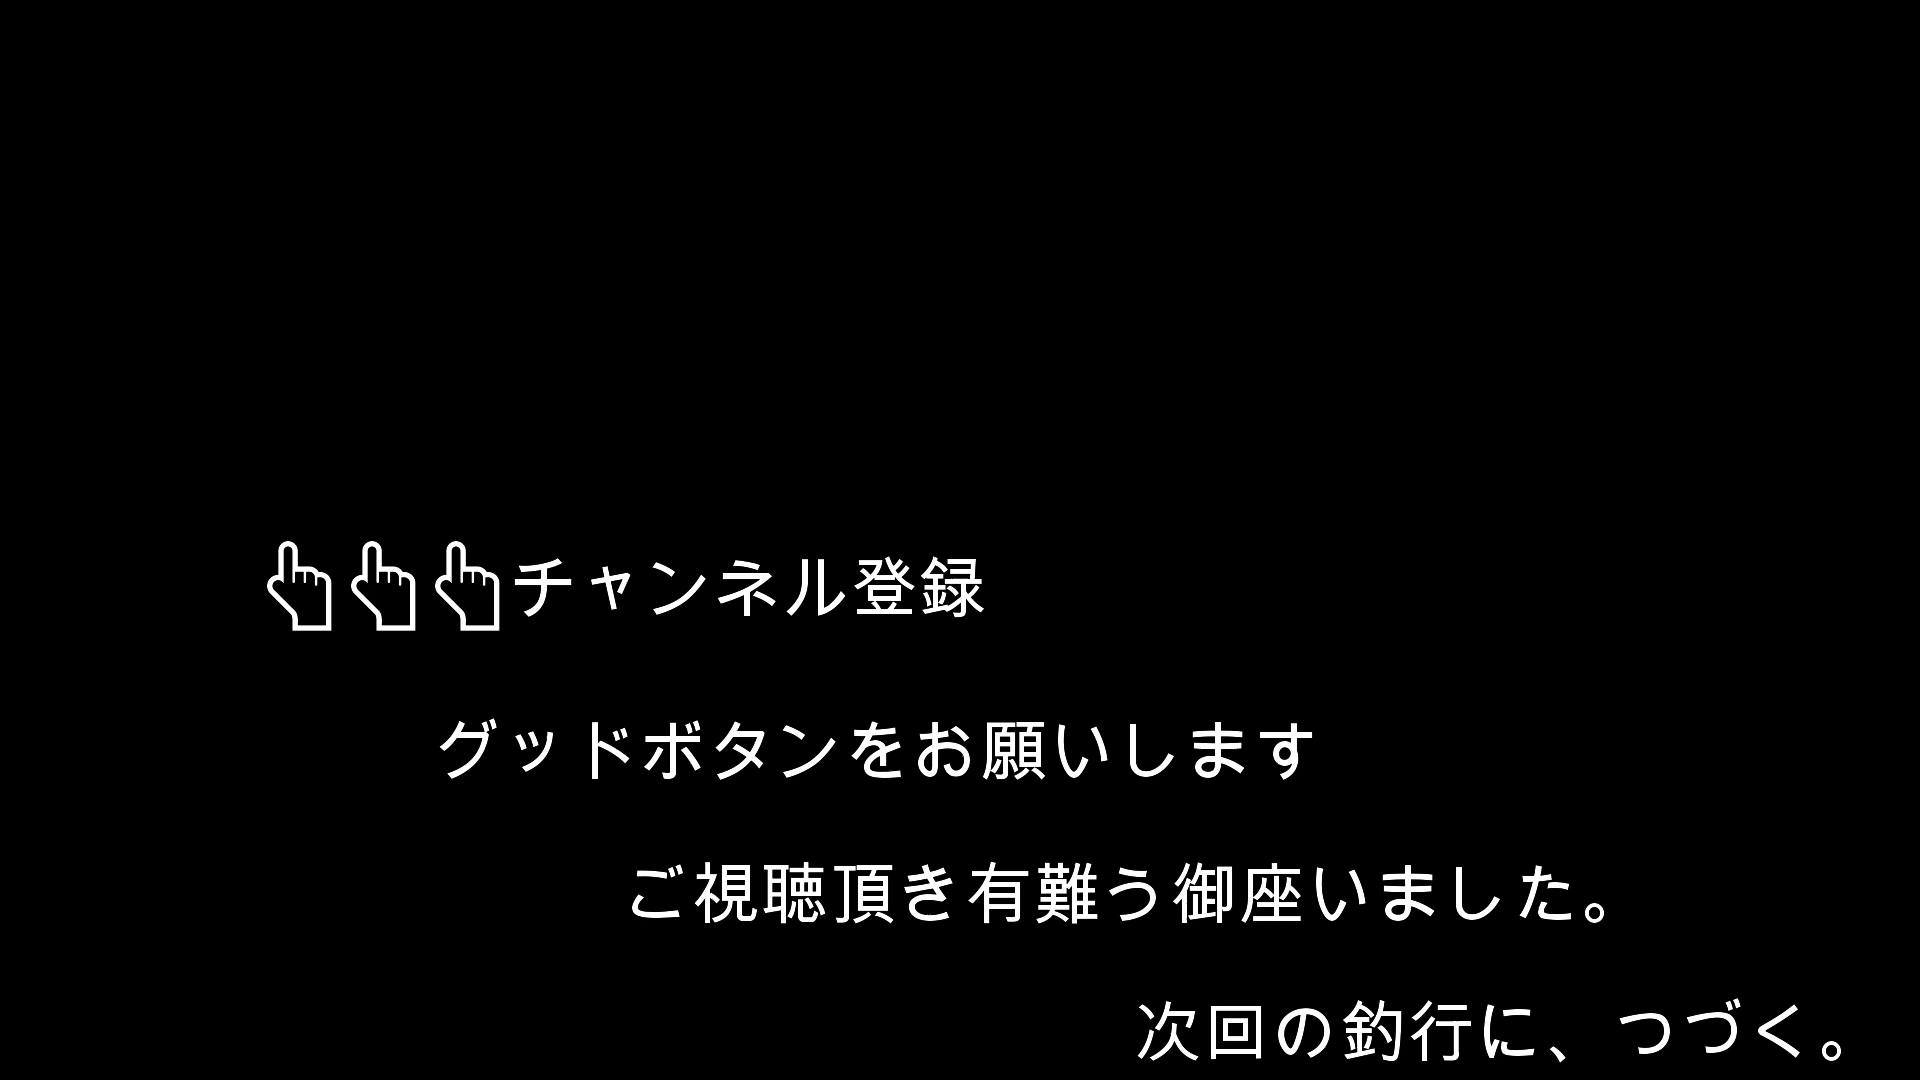 👆👆👆チャンネル登録
グッドボタンをお願いします
ご視聴頂き有難う御座いました。
次回の釣行に、つづく。